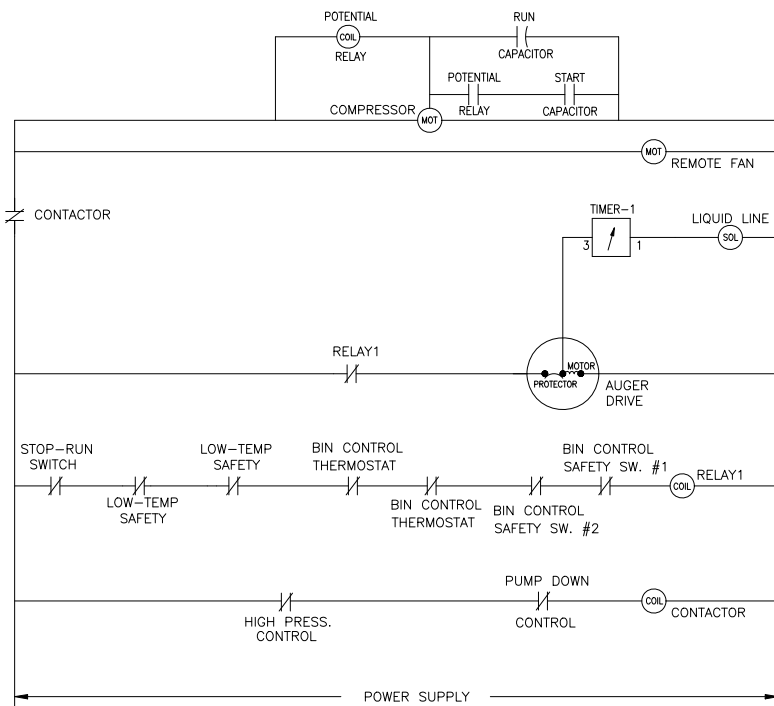 POTENTIAL
COIL
RELAY
RUN
CAPACITOR
POTENTIAL
RELAY
START
CAPACITOR
COMPRESSOR
MOT
MOT
REMOTE FAN
CONTACTOR
TIMER-1
3
1
LIQUID LINE
SOL
RELAY1
MOTOR
PROTECTOR
AUGER
DRIVE
STOP-RUN
SWITCH
LOW-TEMP
SAFETY
LOW-TEMP
SAFETY
BIN CONTROL
THERMOSTAT
BIN CONTROL
THERMOSTAT
BIN CONTROL
SAFETY SW. #2
BIN CONTROL
SAFETY SW. #1
COIL
RELAY1
HIGH PRESS.
CONTROL
PUMP DOWN
CONTROL
COIL
CONTACTOR
POWER SUPPLY